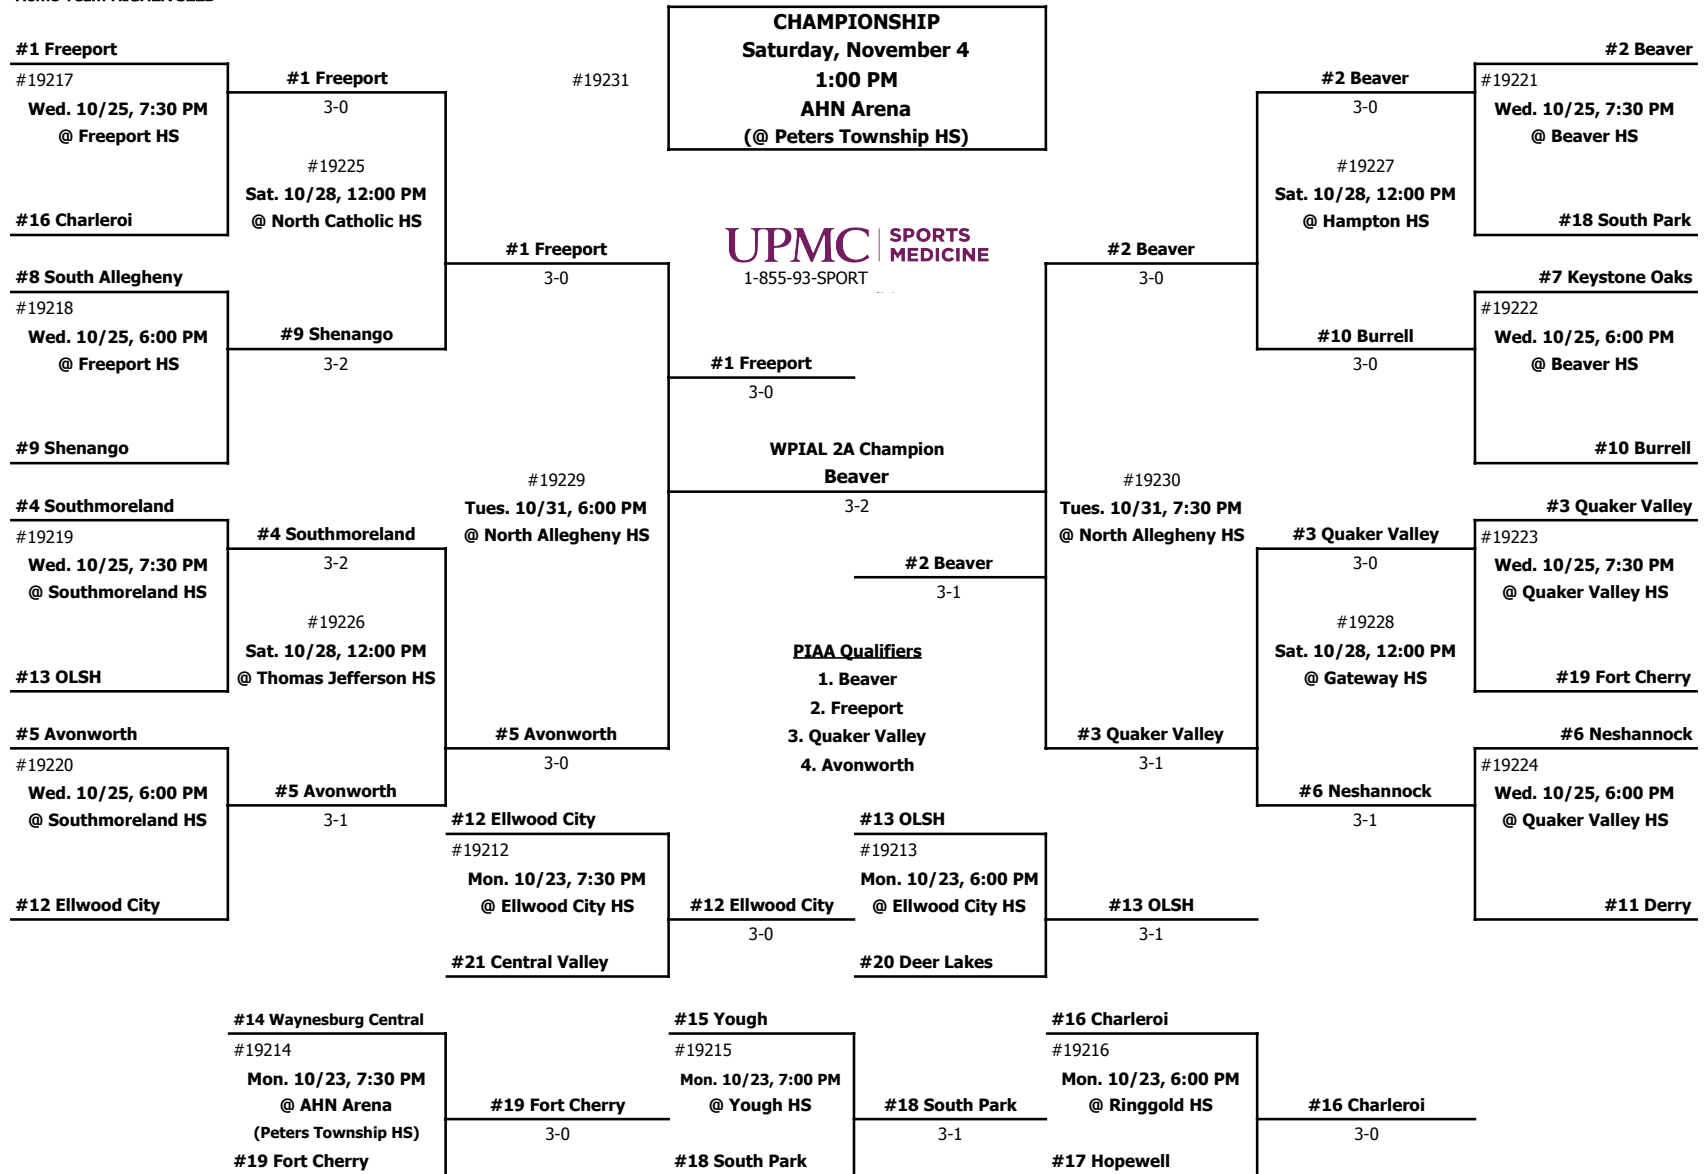 #1 Freeport
#19217
Wed. 10/25, 7:30 PM
@ Freeport HS
#16 Charleroi
#8 South Allegheny
#19218
Wed. 10/25, 6:00 PM
@ Freeport HS
#9 Shenango
#4 Southmoreland
#19219
Wed. 10/25, 7:30 PM
@ Southmoreland HS
#13 OLSH
#5 Avonworth
#19220
Wed. 10/25, 6:00 PM
@ Southmoreland HS
#12 Ellwood City
#1 Freeport
3-0
#19225
Sat. 10/28, 12:00 PM
@ North Catholic HS
#9 Shenango
3-2
#4 Southmoreland
3-2
#19226
Sat. 10/28, 12:00 PM
@ Thomas Jefferson HS
#5 Avonworth
3-1
#1 Freeport
3-0
#19229
Tues. 10/31, 6:00 PM
@ North Allegheny HS
#5 Avonworth
3-0
#19231
CHAMPIONSHIP
Saturday, November 4
1:00 PM
AHN Arena
(@ Peters Township HS)
UPMC SPORTS
MEDICINE
1-855-93-SPORT
#1 Freeport
3-0
WPIAL 2A Champion
Beaver
3-2
#2 Beaver
3-1
PIAA Qualifiers
1. Beaver
2. Freeport
3. Quaker Valley
4. Avonworth
#2 Beaver
3-0
#19230
Tues. 10/31, 7:30 PM
@ North Allegheny HS
#3 Quaker Valley
3-1
#2 Beaver
3-0
#19227
Sat. 10/28, 12:00 PM
@ Hampton HS
#10 Burrell
3-0
#3 Quaker Valley
3-0
#19228
Sat. 10/28, 12:00 PM
@ Gateway HS
#6 Neshannock
3-1
#2 Beaver
#19221
Wed. 10/25, 7:30 PM
@ Beaver HS
#18 South Park
#7 Keystone Oaks
#19222
Wed. 10/25, 6:00 PM
@ Beaver HS
#10 Burrell
#3 Quaker Valley
#19223
Wed. 10/25, 7:30 PM
@ Quaker Valley HS
#19 Fort Cherry
#6 Neshannock
#19224
Wed. 10/25, 6:00 PM
@ Quaker Valley HS
#11 Derry
#12 Ellwood City
#19212
Mon. 10/23, 7:30 PM
@ Ellwood City HS
#21 Central Valley
#12 Ellwood City
3-0
#13 OLSH
#19213
Mon. 10/23, 6:00 PM
@ Ellwood City HS
#20 Deer Lakes
#13 OLSH
3-1
#14 Waynesburg Central
#19214
Mon. 10/23, 7:30 PM
@ AHN Arena
(Peters Township HS)
#19 Fort Cherry
#19 Fort Cherry
3-0
#15 Yough
#19215
Mon. 10/23, 7:00 PM
@ Yough HS
#18 South Park
#18 South Park
3-1
#16 Charleroi
#19216
Mon. 10/23, 6:00 PM
@ Ringgold HS
#17 Hopewell
#16 Charleroi
3-0